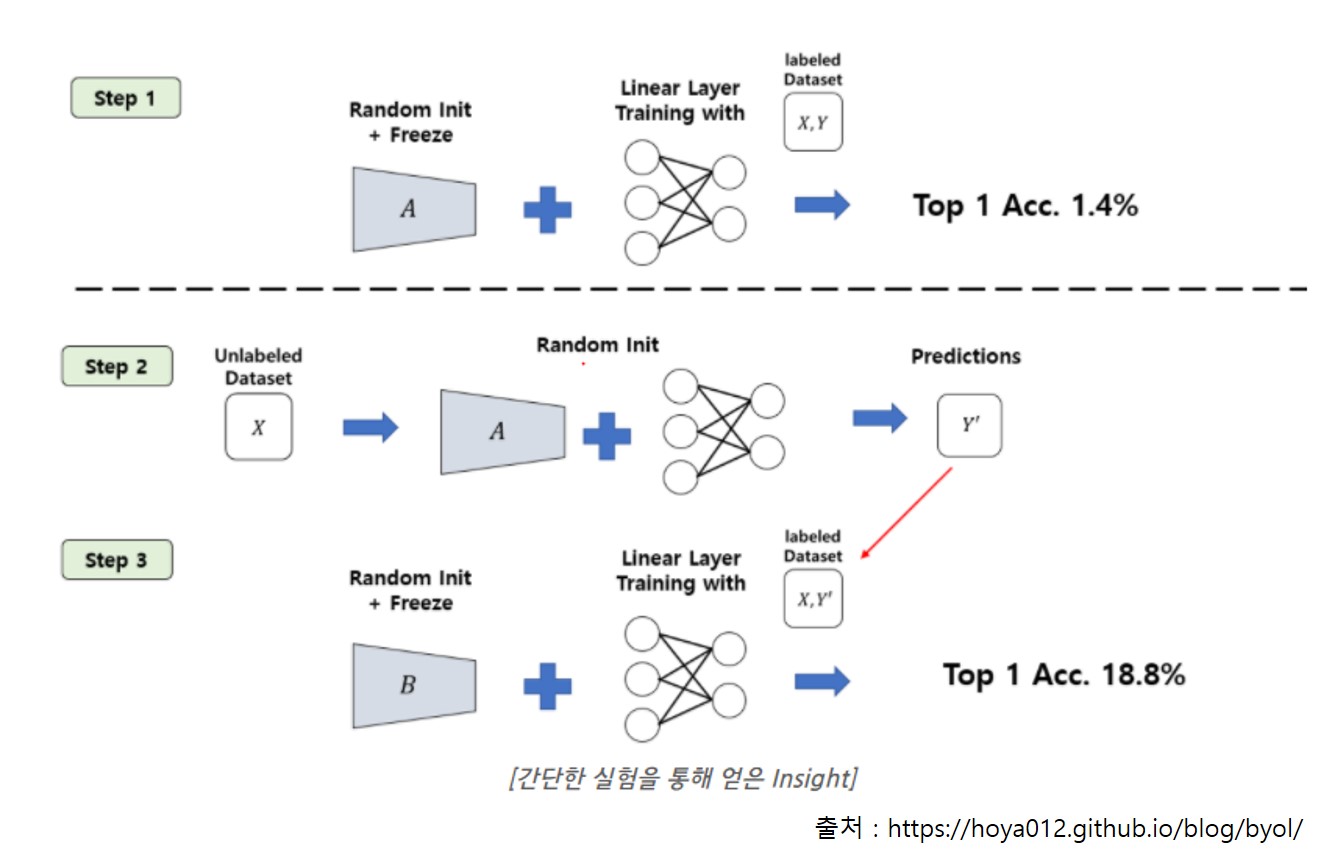 Step 1
Random Init
+ Freeze
A
Linear Layer
Training with
labeled
Dataset
X, Y
Top 1 Acc. 1.4%
Step 2
Unlabeled
Dataset
X
Random Init
A
Predictions
Y′
Step 3
Random Init
+ Freeze
B
Linear Layer
Training with
labeled
Dataset
X, Y′
Top 1 Acc. 18.8%
[간단한 실험을 통해 얻은 Insight]
출처 : https://hoya012.github.io/blog/byol/